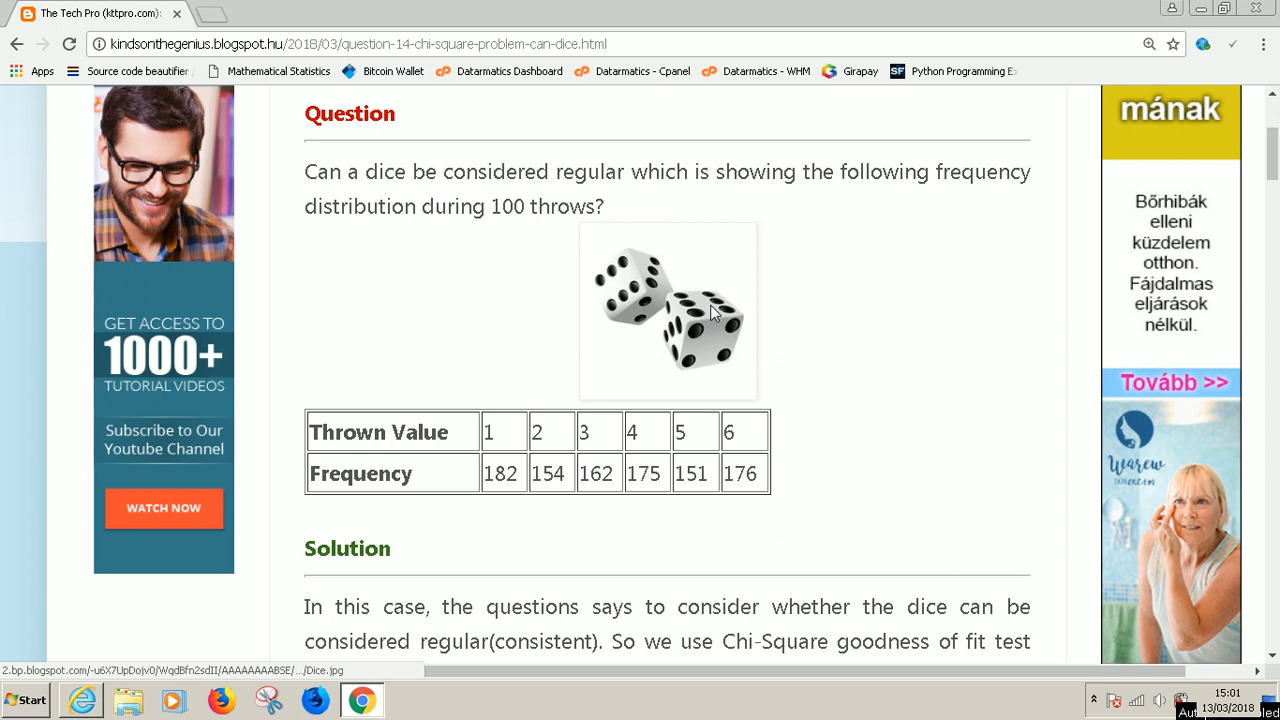 The Tech Pro (kttpro.com):
kindsonthegenius.blogspot.hu/2018/03/question-14-chi-square-problem-can-dice.html
Apps
Source code beautifier
Mathematical Statistics
Bitcoin Wallet
Datarmatics Dashboard
Datarmatics - Cpanel
Datarmatics - WHM
Girapay
SF
Python Programming Ex
Question
Can a dice be considered regular which is showing the following frequency
distribution during 100 throws?
Thrown Value 1 2 3 4 5 6
Frequency 182 154 162 175 151 176
Solution
In this case, the questions says to consider whether the dice can be
considered regular(consistent). So we use Chi-Square goodness of fit test
GET ACCESS TO
1000+
TUTORIAL VIDEOS
Subscribe to Our
Youtube Channel
WATCH NOW
mának
Bőrhibák
elleni
küzdelem
otthon.
Fájdalmas
eljárások
nélkül.
Tovább >>
WAREW
2.bp.blogspot.com/-u6X7UpDojv0/WqdBfn2sdII/AAAAAAAABSE/.../Dice.jpg
Start
15:01
13/03/2018